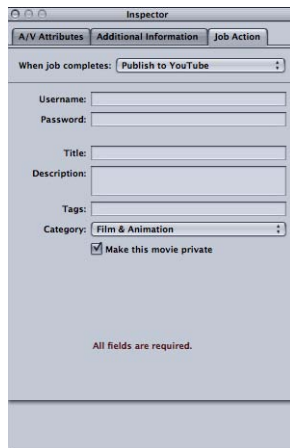 Inspector
A/V Attributes Additional Information Job Action
When job completes: Publish to YouTube
Username:
Password:
Title:
Description:
Tags:
Category: Film & Animation
Make this movie private
All fields are required.